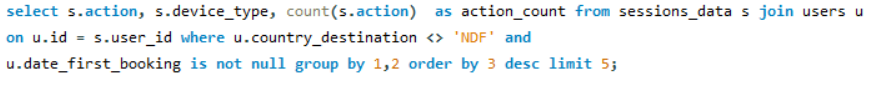 select s.action, s.device_type, count(s.action)  as action_count from sessions_data s join users u
on u.id = s.user_id where u.country_destination <> 'NDF' and
u.date_first_booking is not null group by 1,2 order by 3 desc limit 5;